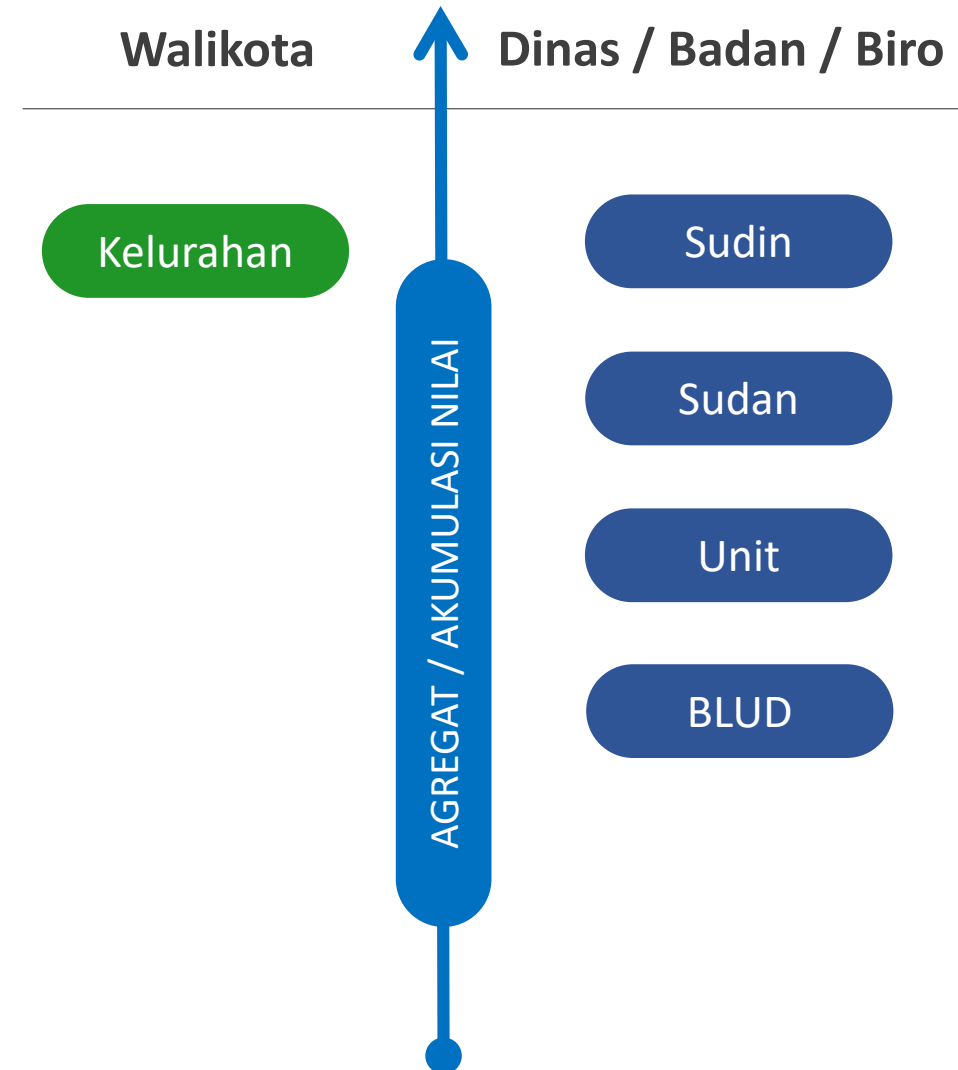 Walikota
Dinas / Badan / Biro
Kelurahan
AGREGAT / AKUMULASI NILAI
Sudin
Sudan
Unit
BLUD